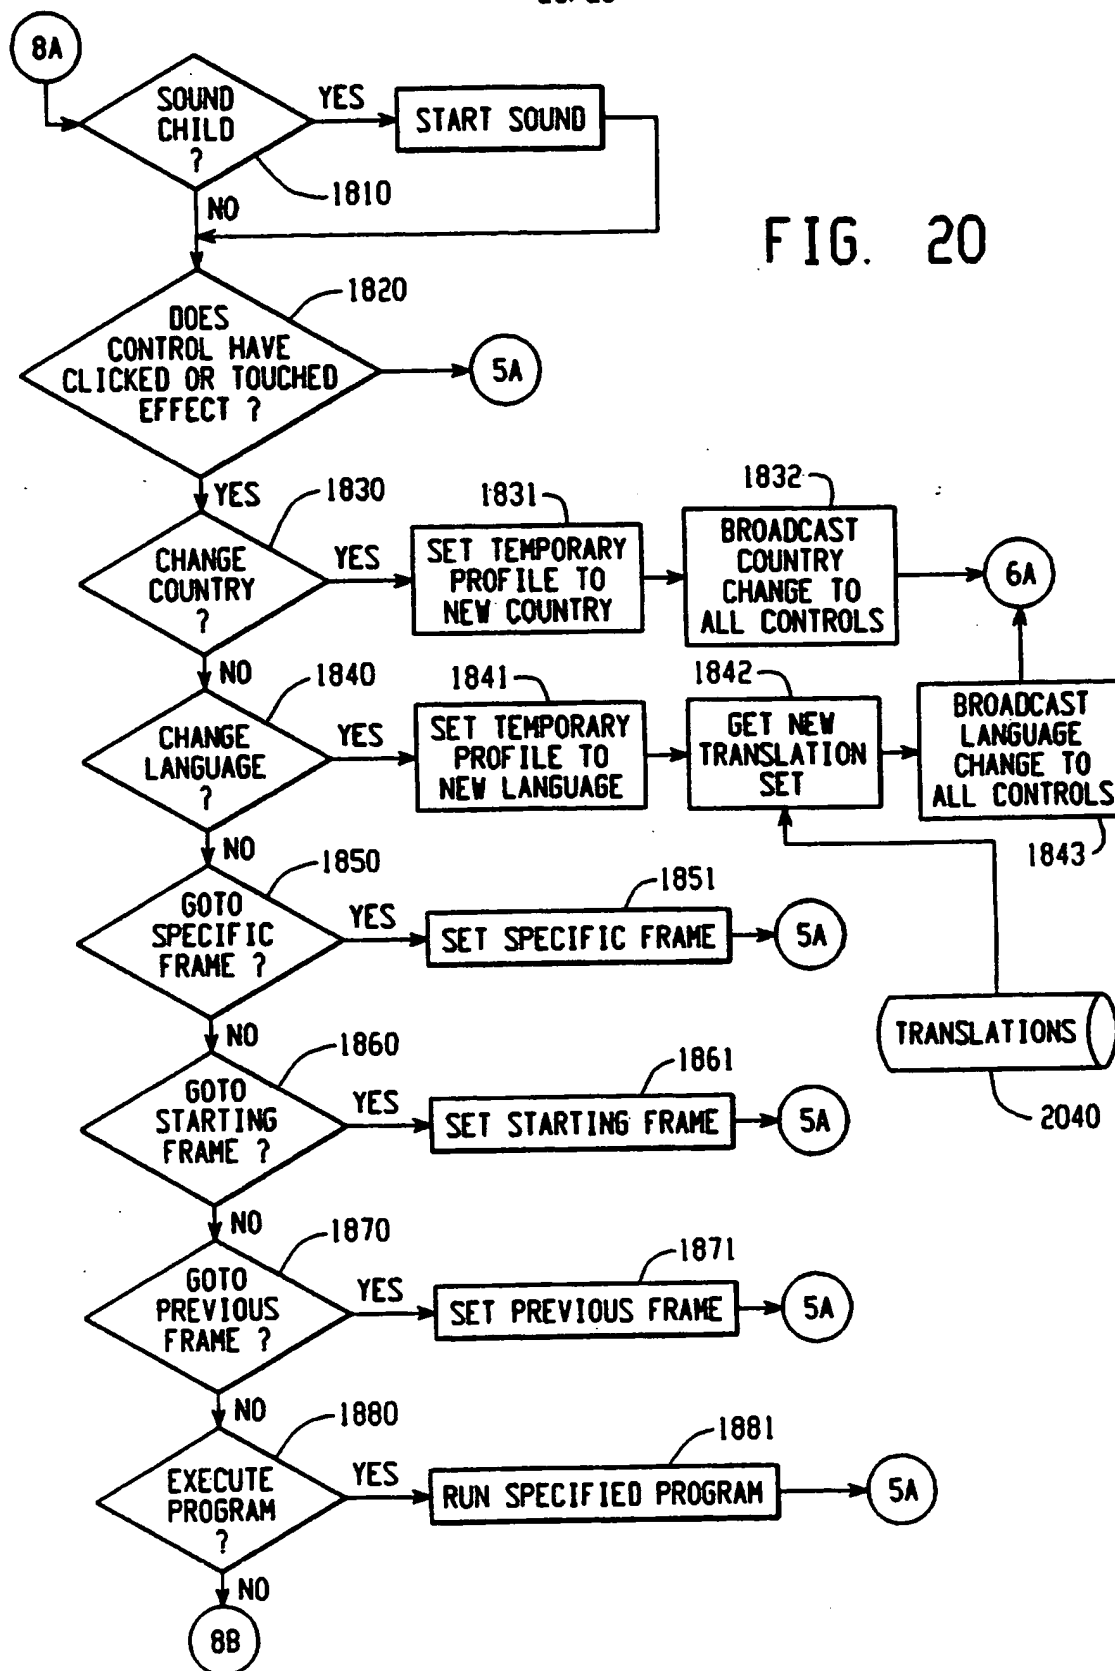 8A
SOUND
CHILD
?
YES
START SOUND
1810
NO
FIG. 20
1820
DOES
CONTROL HAVE
CLICKED OR TOUCHED
EFFECT ?
5A
YES
1830
CHANGE
COUNTRY
?
YES
1831
SET TEMPORARY
PROFILE TO
NEW COUNTRY
1832
BROADCAST
COUNTRY
CHANGE TO
ALL CONTROLS
6A
NO
1840
CHANGE
LANGUAGE
?
YES
1841
SET TEMPORARY
PROFILE TO
NEW LANGUAGE
1842
GET NEW
TRANSLATION
SET
BROADCAST
LANGUAGE
CHANGE TO
ALL CONTROLS
1843
NO
1850
GOTO
SPECIFIC
FRAME ?
YES
1851
SET SPECIFIC FRAME
5A
TRANSLATIONS
2040
NO
1860
GOTO
STARTING
FRAME ?
YES
1861
SET STARTING FRAME
5A
NO
1870
GOTO
PREVIOUS
FRAME ?
YES
1871
SET PREVIOUS FRAME
5A
NO
1880
EXECUTE
PROGRAM
?
YES
1881
RUN SPECIFIED PROGRAM
5A
NO
8B